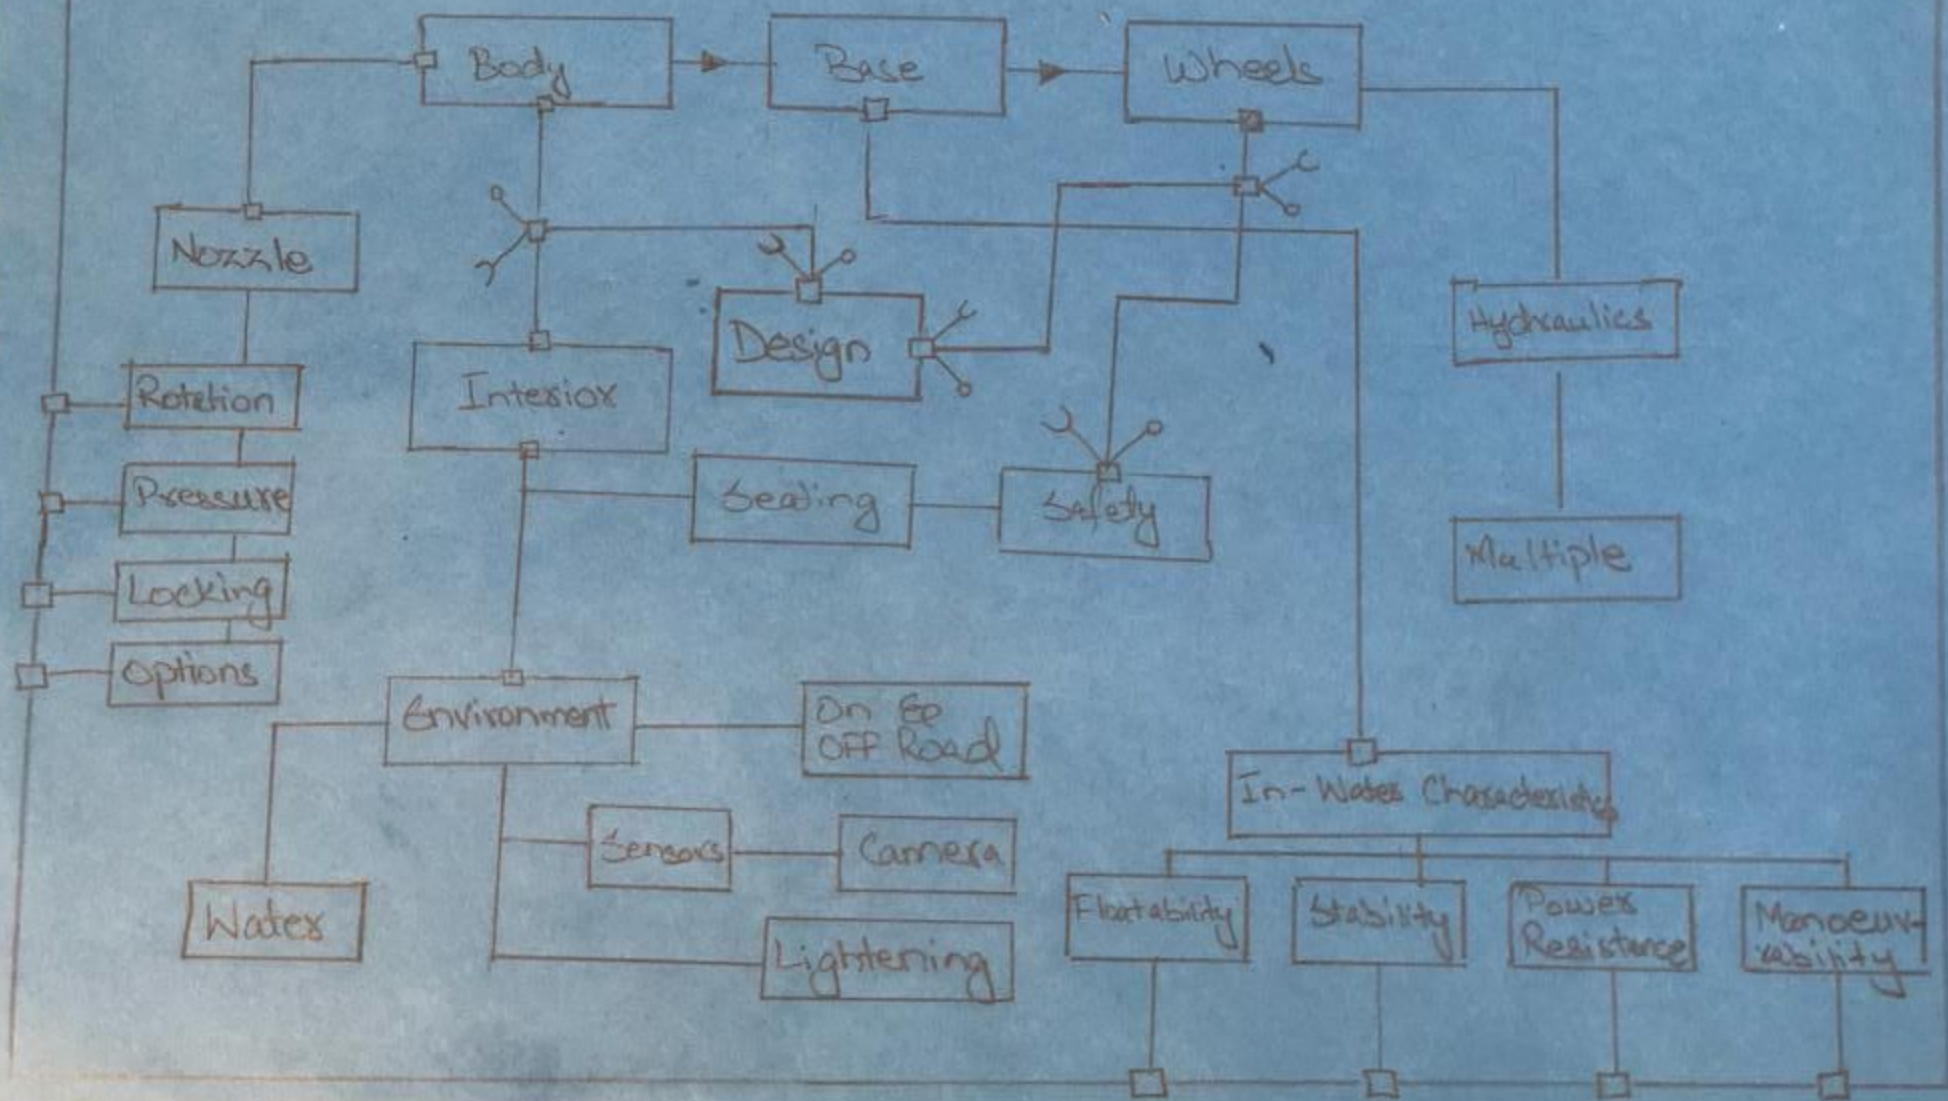 Body
Base
Wheels
Nozzle
Design
Hydraulics
Rotetion
Interior
Pressure
Seating
Safety
Locking
Multiple
Options
Environment
On &
OFF Road
In-Water Characteristics
Sensors
Camera
Water
Lightening
Floatability
Stability
Power
Resistance
Manoeuv-
rability